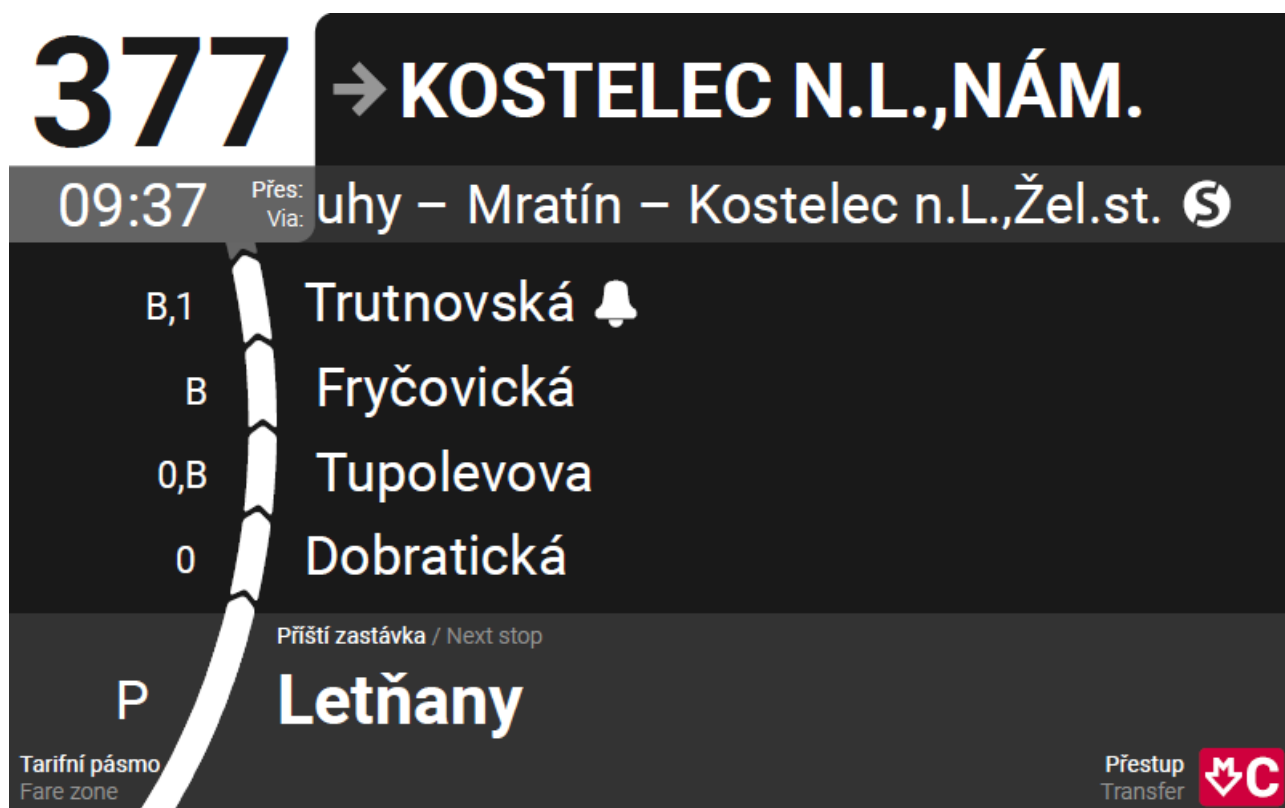 377 → KOSTELEC N.L.,NÁM.
09:37 Přes: Via: uhy – Mratín – Kostelec n.L.,Žel.st. S
B,1 Trutnovská
B Fryčovická
0,B Tupolevova
0 Dobratická
Příští zastávka / Next stop
P Letňany
Tarifní pásmo
Fare zone
Přestup
Transfer
M C